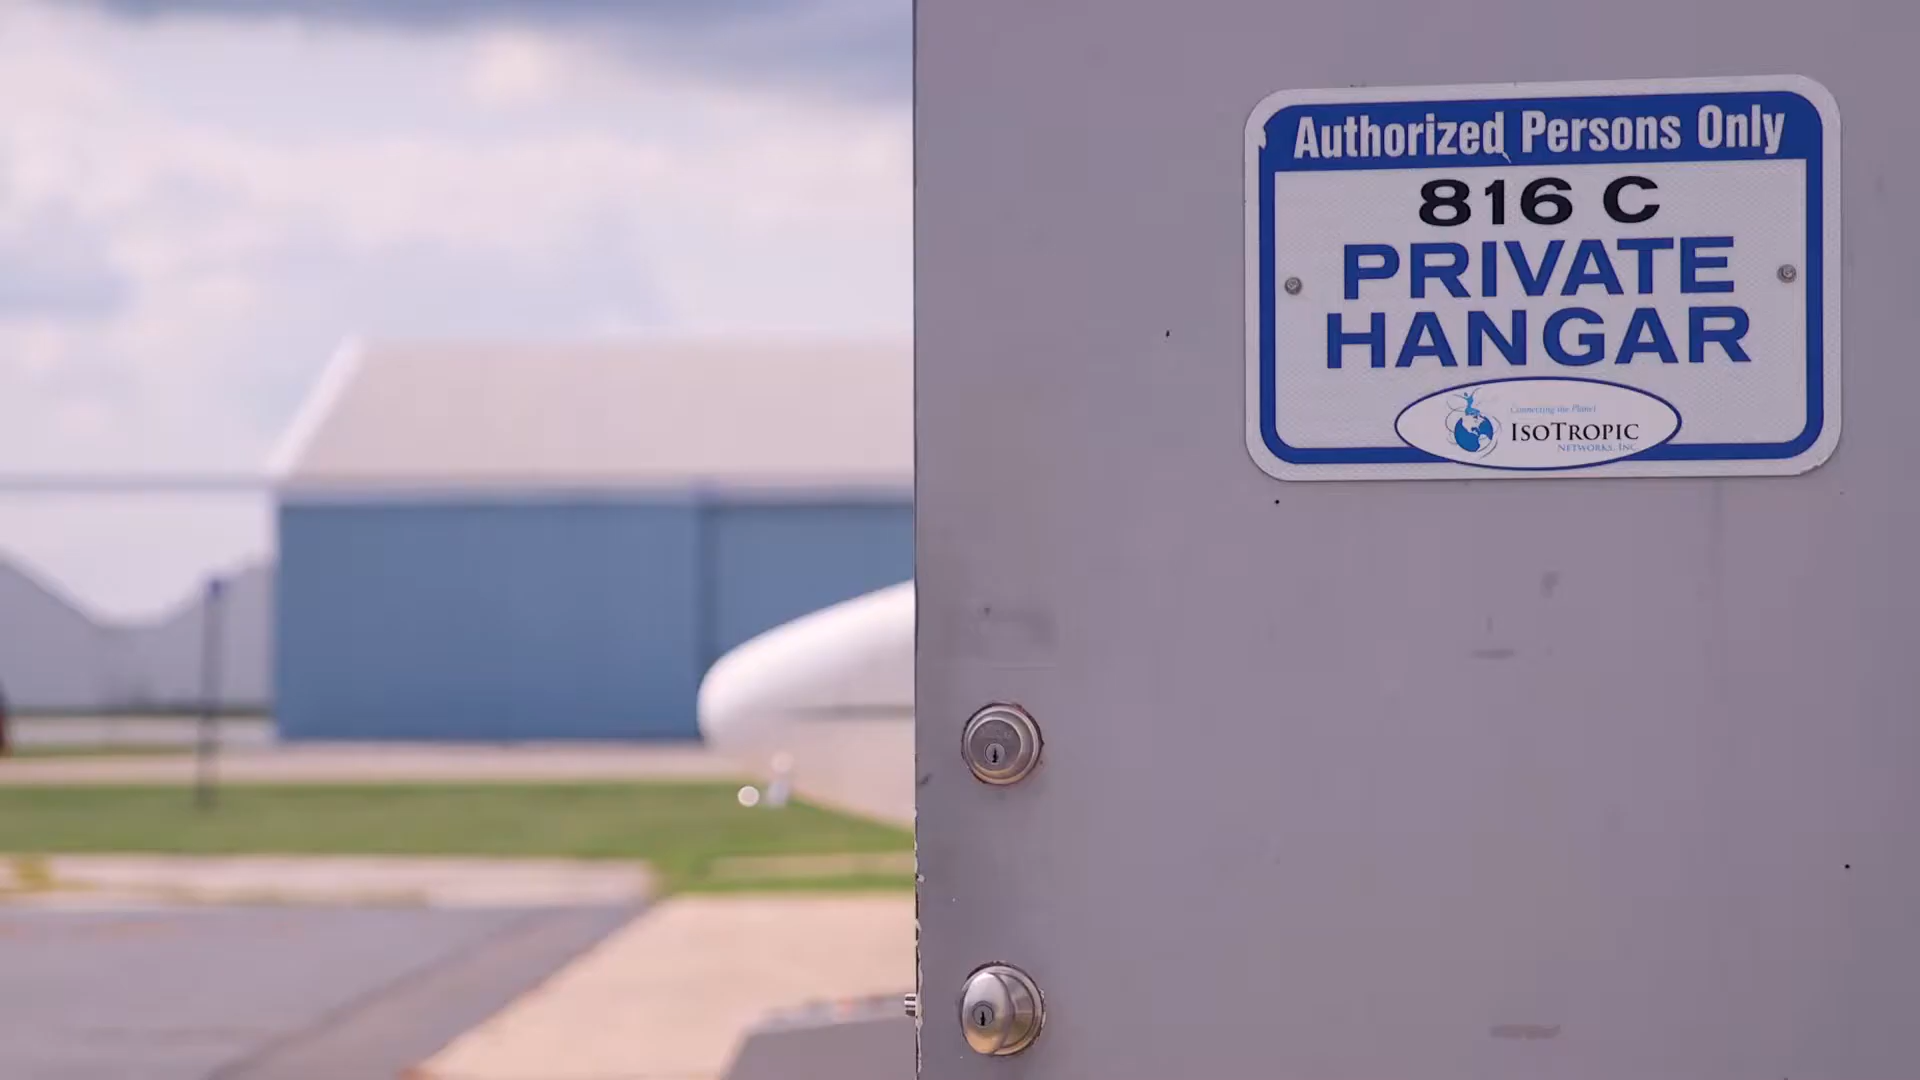 Authorized Persons Only
816 C
PRIVATE
HANGAR
Connecting the Planet
ISOTROPIC
NETWORKS, INC